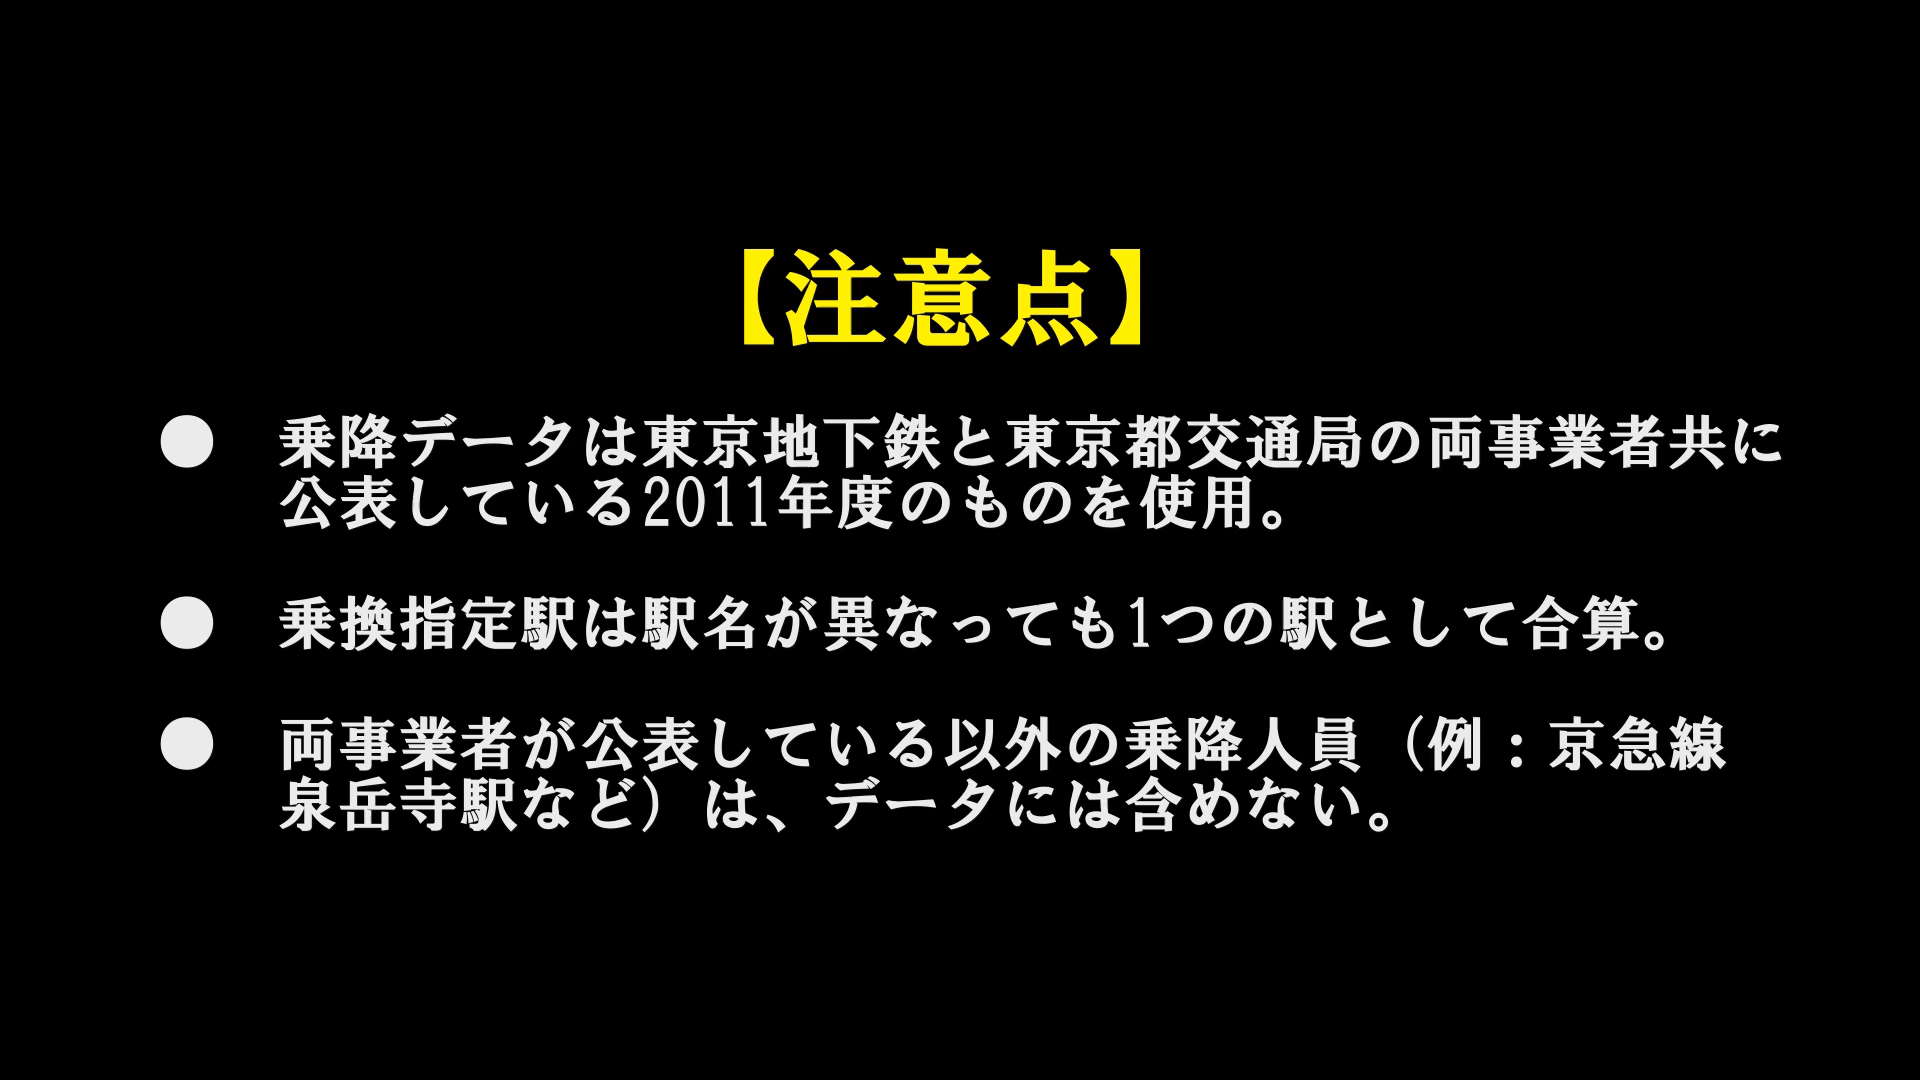 【注意点】
● 乗降データは東京地下鉄と東京都交通局の両事業者共に
公表している2011年度のものを使用。
● 乗換指定駅は駅名が異なっても1つの駅として合算。
● 両事業者が公表している以外の乗降人員（例：京急線
泉岳寺駅など）は、データには含めない。